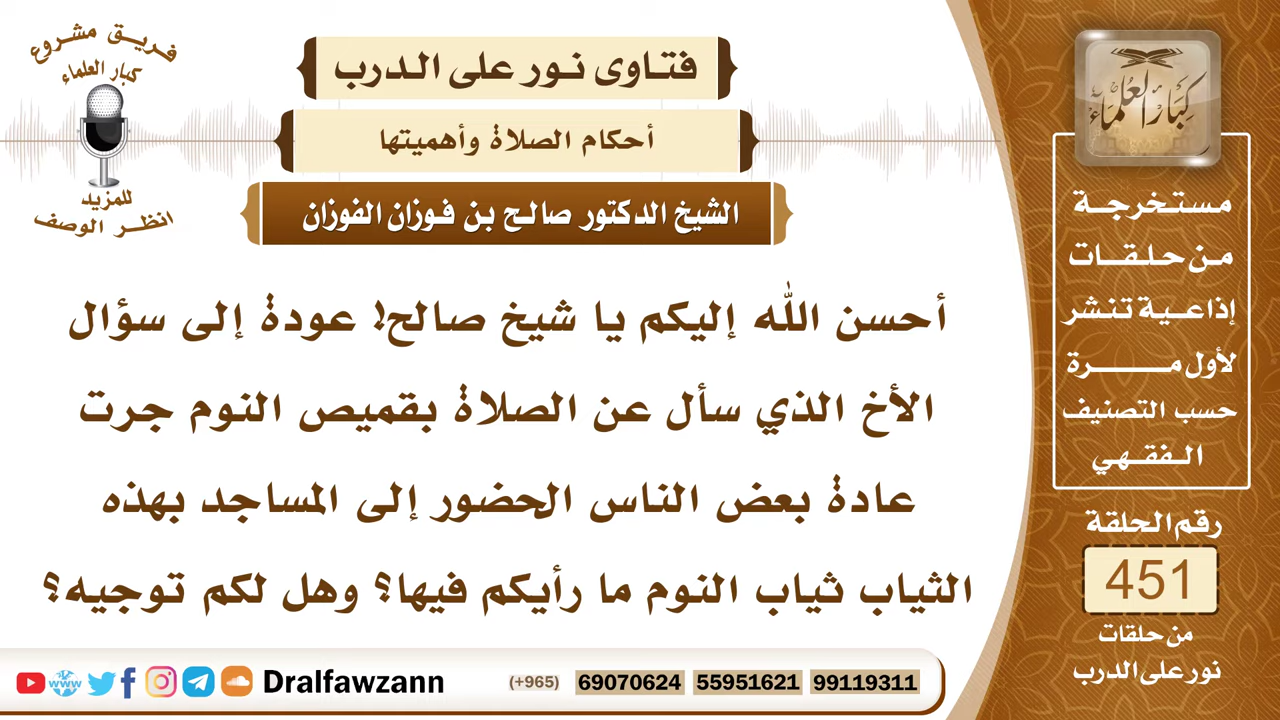 فريق مشروع
كبار العلماء
للمزيد
انظر الوصف
فتاوى نور على الدرب
أحكام الصلاة وأهميتها
الشيخ الدكتور صالح بن فوزان الفوزان
أحسن الله إليكم يا شيخ صالح! عودة إلى سؤال
الأخ الذي سأل عن الصلاة بقميص النوم جرت
عادة بعض الناس الحضور إلى المساجد بهذه
الثياب ثياب النوم ما رأيكم فيها؟ وهل لكم توجيه؟
كبار العلماء
مستخرجة
من حلقات
إذاعية تنشر
لأول مرة
حسب التصنيف
الفقهي
رقم الحلقة
451
من حلقات
نور على الدرب
www Dralfawzann (+965) 69070624 55951621 99119311